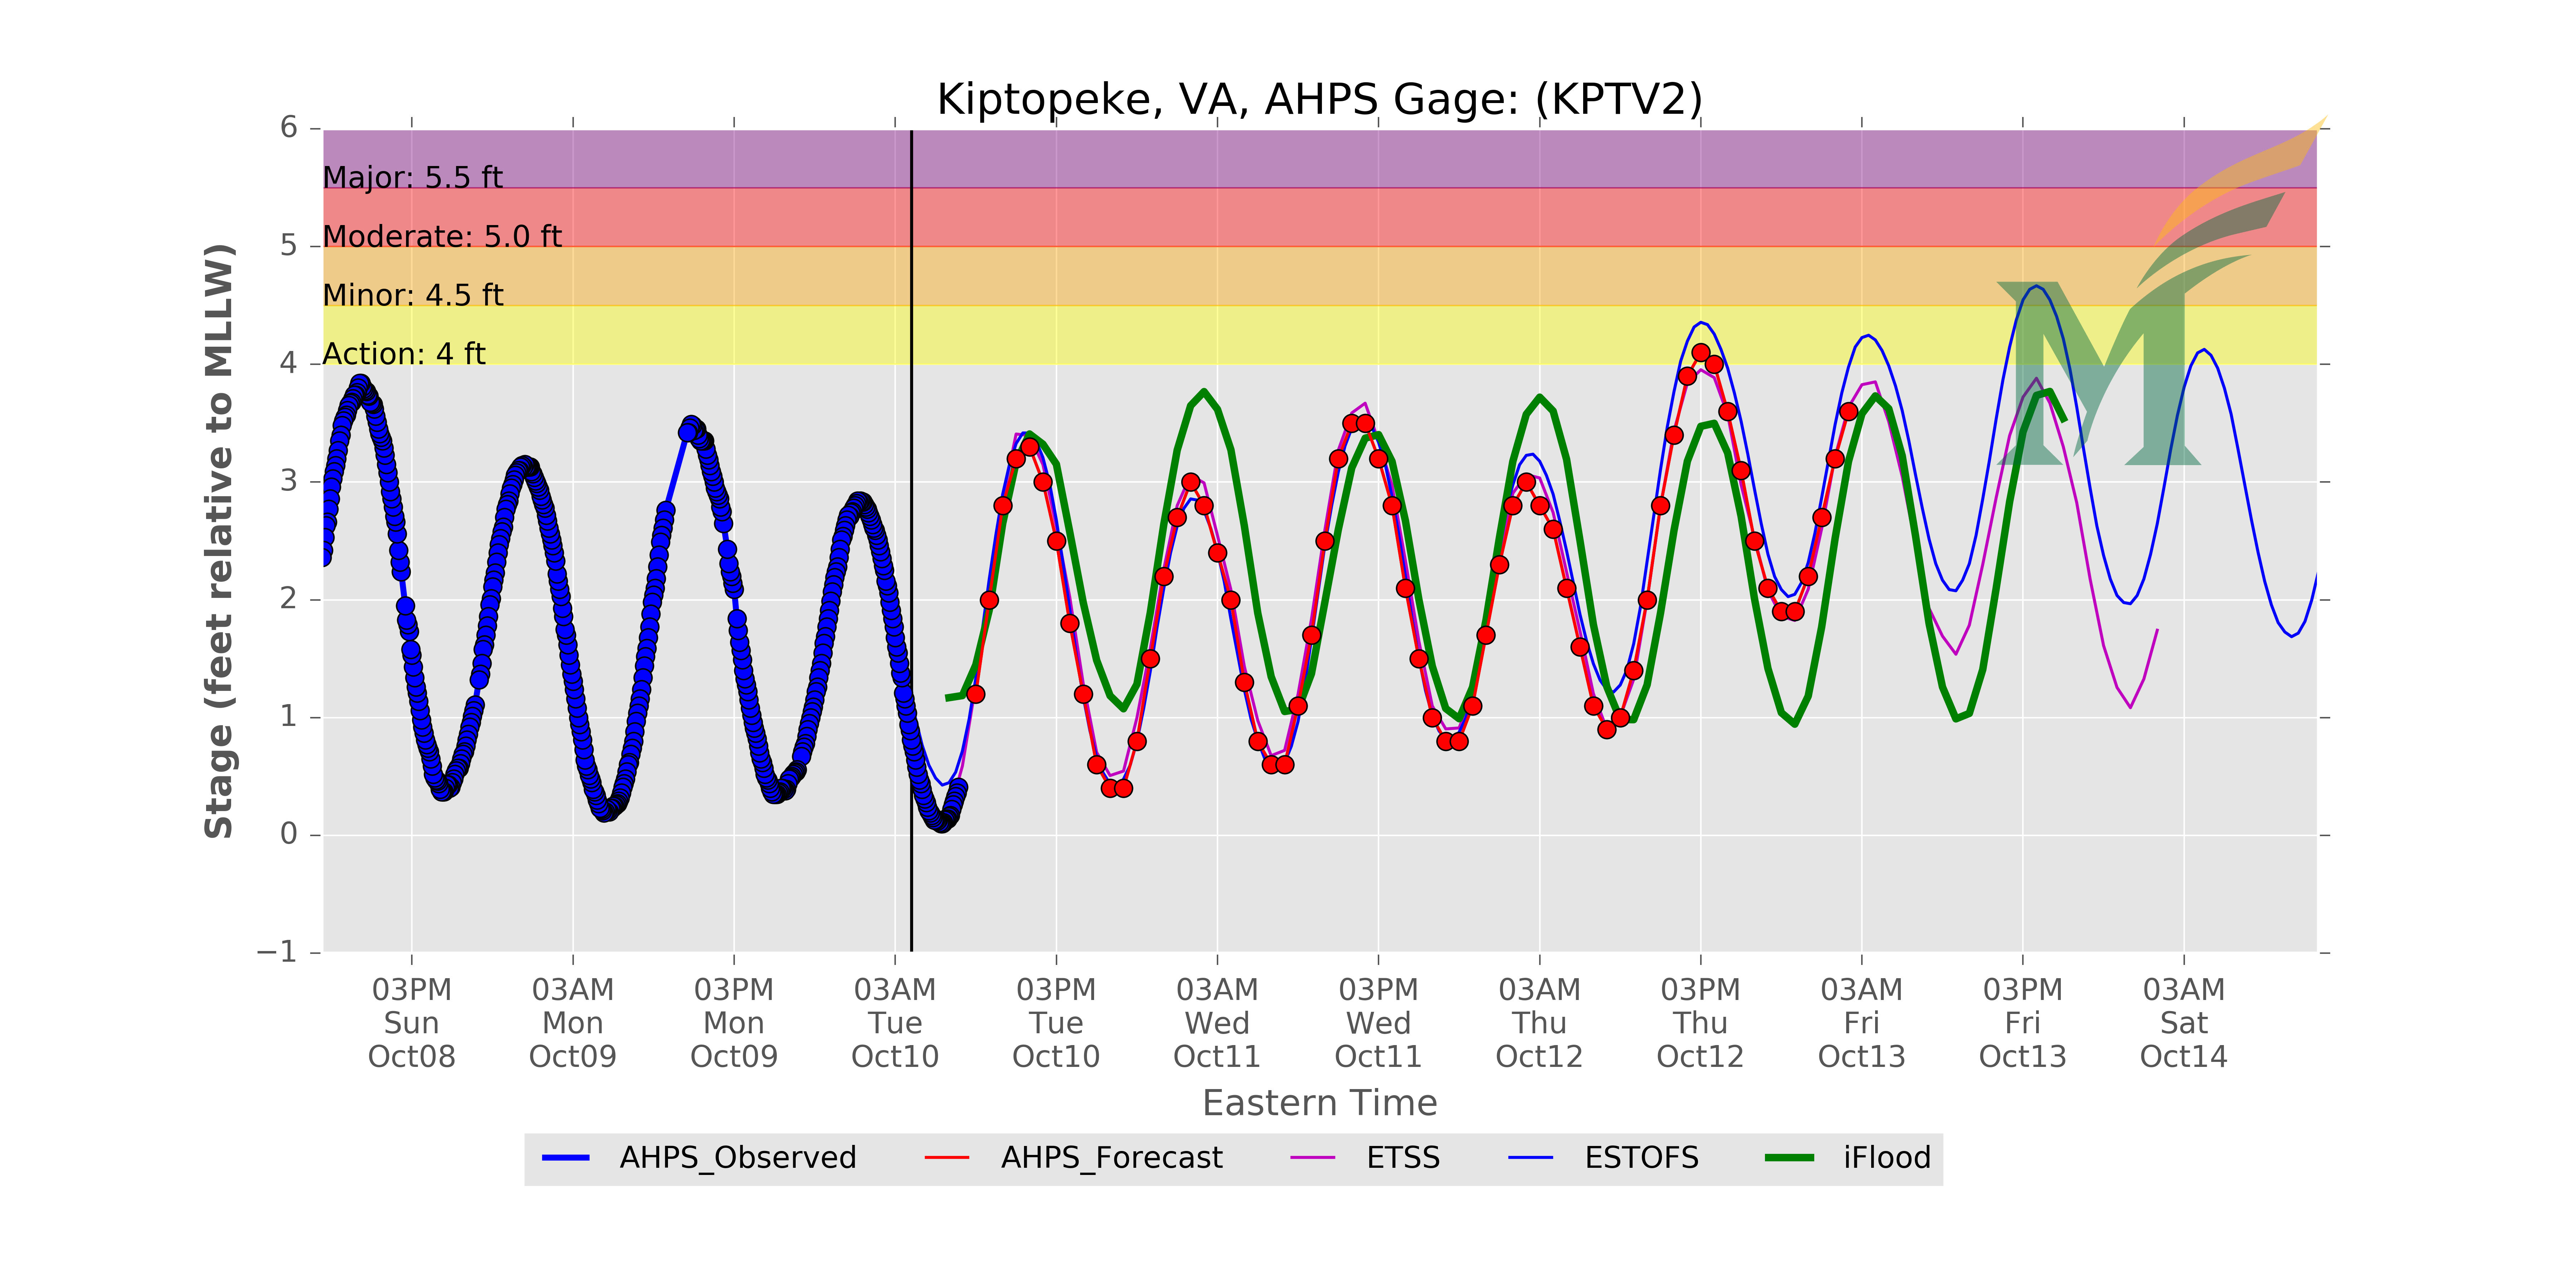 Kiptopeke, VA, AHPS Gage: (KPTV2)
Stage (feet relative to MLLW)
6
5
4
3
2
1
0
−1
Major: 5.5 ft
Moderate: 5.0 ft
Minor: 4.5 ft
Action: 4 ft
M
03PM 03AM 03PM 03AM 03PM 03AM 03PM 03AM 03PM 03AM 03PM 03AM
Sun Mon Mon Tue Tue Wed Wed Thu Thu Fri Fri Sat
Oct08 Oct09 Oct09 Oct10 Oct10 Oct11 Oct11 Oct12 Oct12 Oct13 Oct13 Oct14
Eastern Time
AHPS_Observed AHPS_Forecast ETSS ESTOFS iFlood